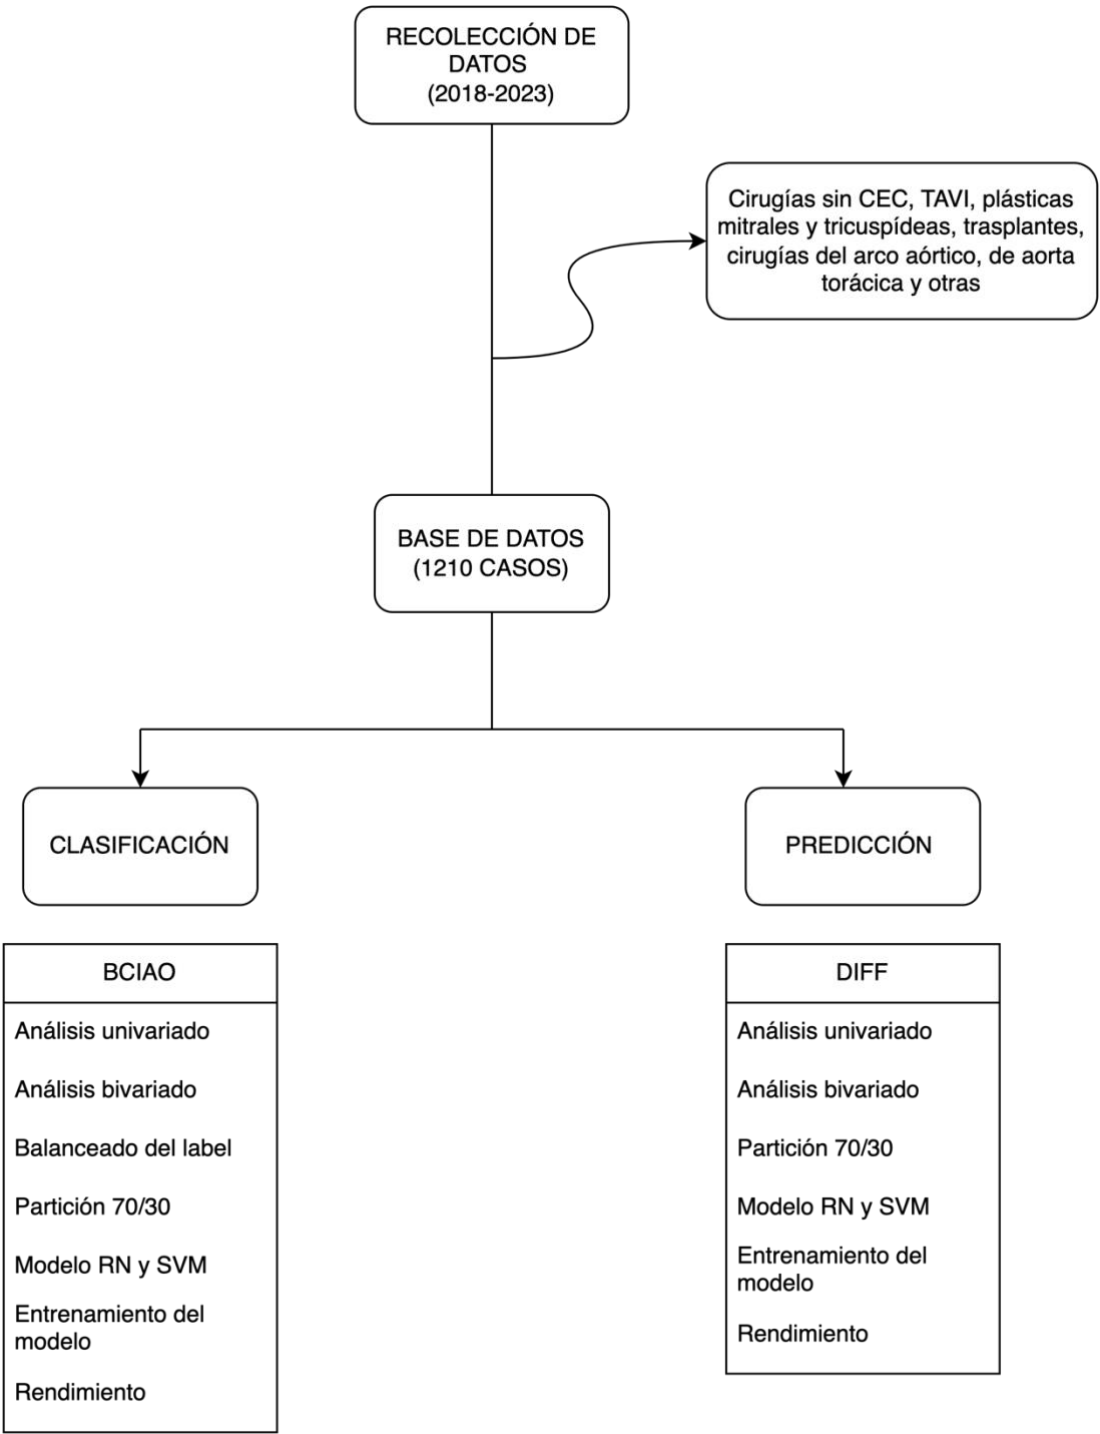 RECOLECCIÓN DE
DATOS
(2018-2023)
Cirugías sin CEC, TAVI, plásticas
mitrales y tricuspídeas, trasplantes,
cirugías del arco aórtico, de aorta
torácica y otras
BASE DE DATOS
(1210 CASOS)
CLASIFICACIÓN
PREDICCIÓN
BCIAO
Análisis univariado
Análisis bivariado
Balanceado del label
Partición 70/30
Modelo RN y SVM
Entrenamiento del
modelo
Rendimiento
DIFF
Análisis univariado
Análisis bivariado
Partición 70/30
Modelo RN y SVM
Entrenamiento del
modelo
Rendimiento